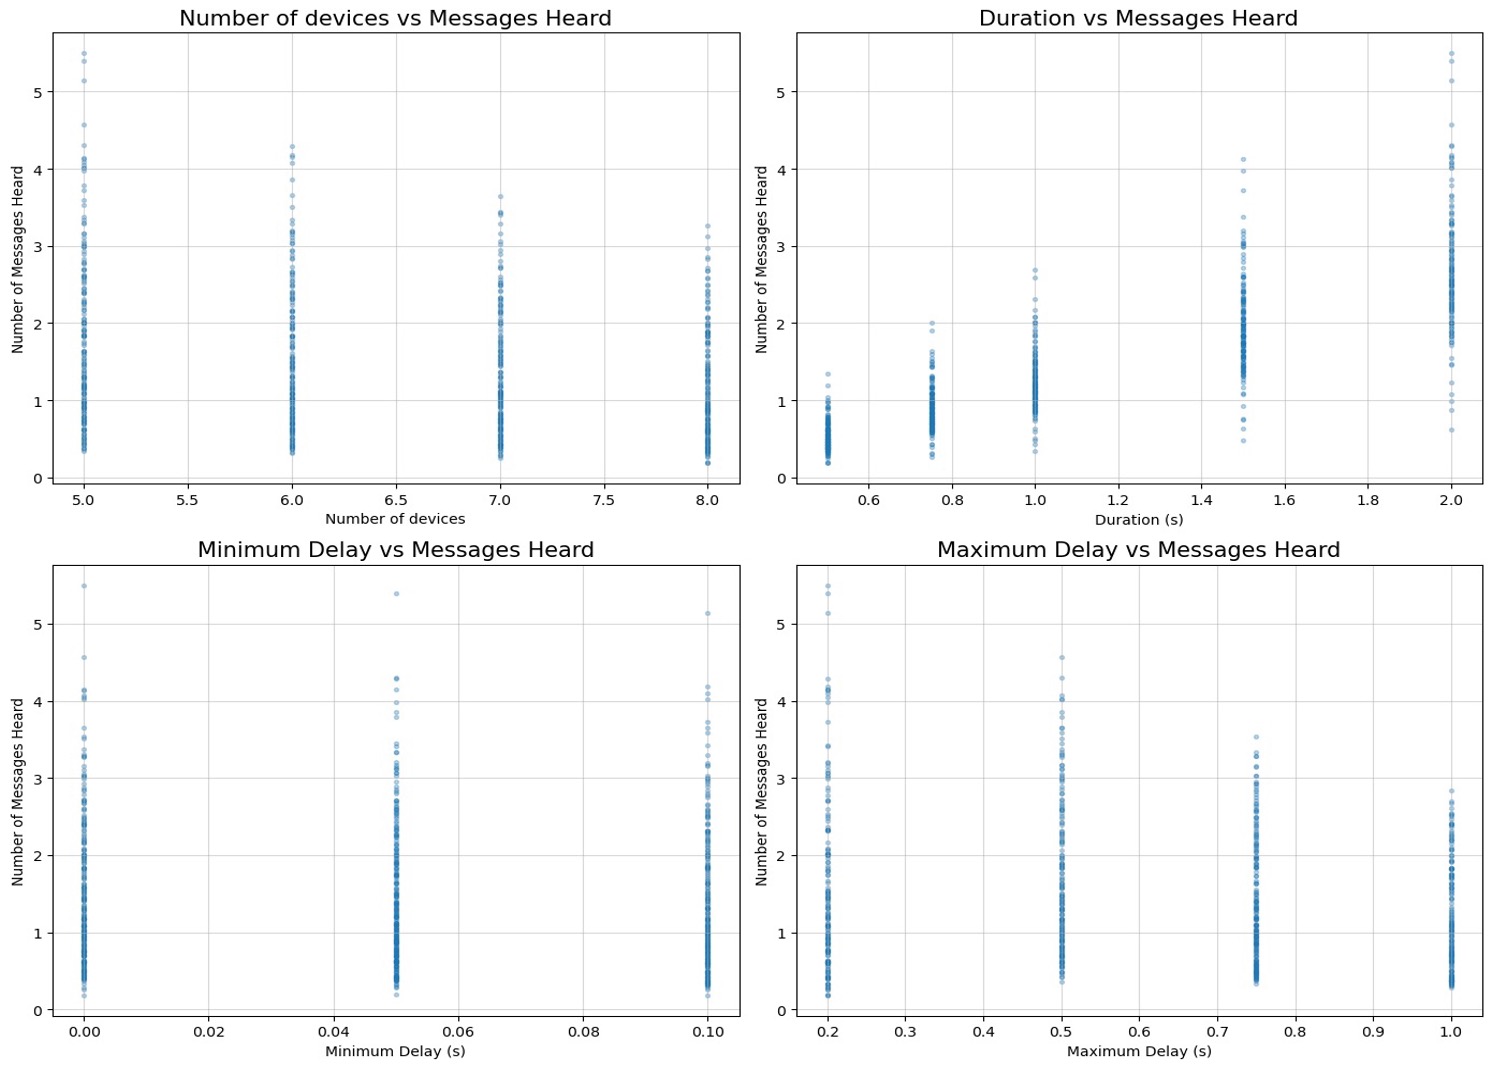 Number of devices vs Messages Heard
Number of Messages Heard
5
4
3
2
1
0
5.0 5.5 6.0 6.5 7.0 7.5 8.0
Number of devices
Duration vs Messages Heard
Number of Messages Heard
5
4
3
2
1
0
0.6 0.8 1.0 1.2 1.4 1.6 1.8 2.0
Duration (s)
Minimum Delay vs Messages Heard
Number of Messages Heard
5
4
3
2
1
0
0.00 0.02 0.04 0.06 0.08 0.10
Minimum Delay (s)
Maximum Delay vs Messages Heard
Number of Messages Heard
5
4
3
2
1
0
0.2 0.3 0.4 0.5 0.6 0.7 0.8 0.9 1.0
Maximum Delay (s)